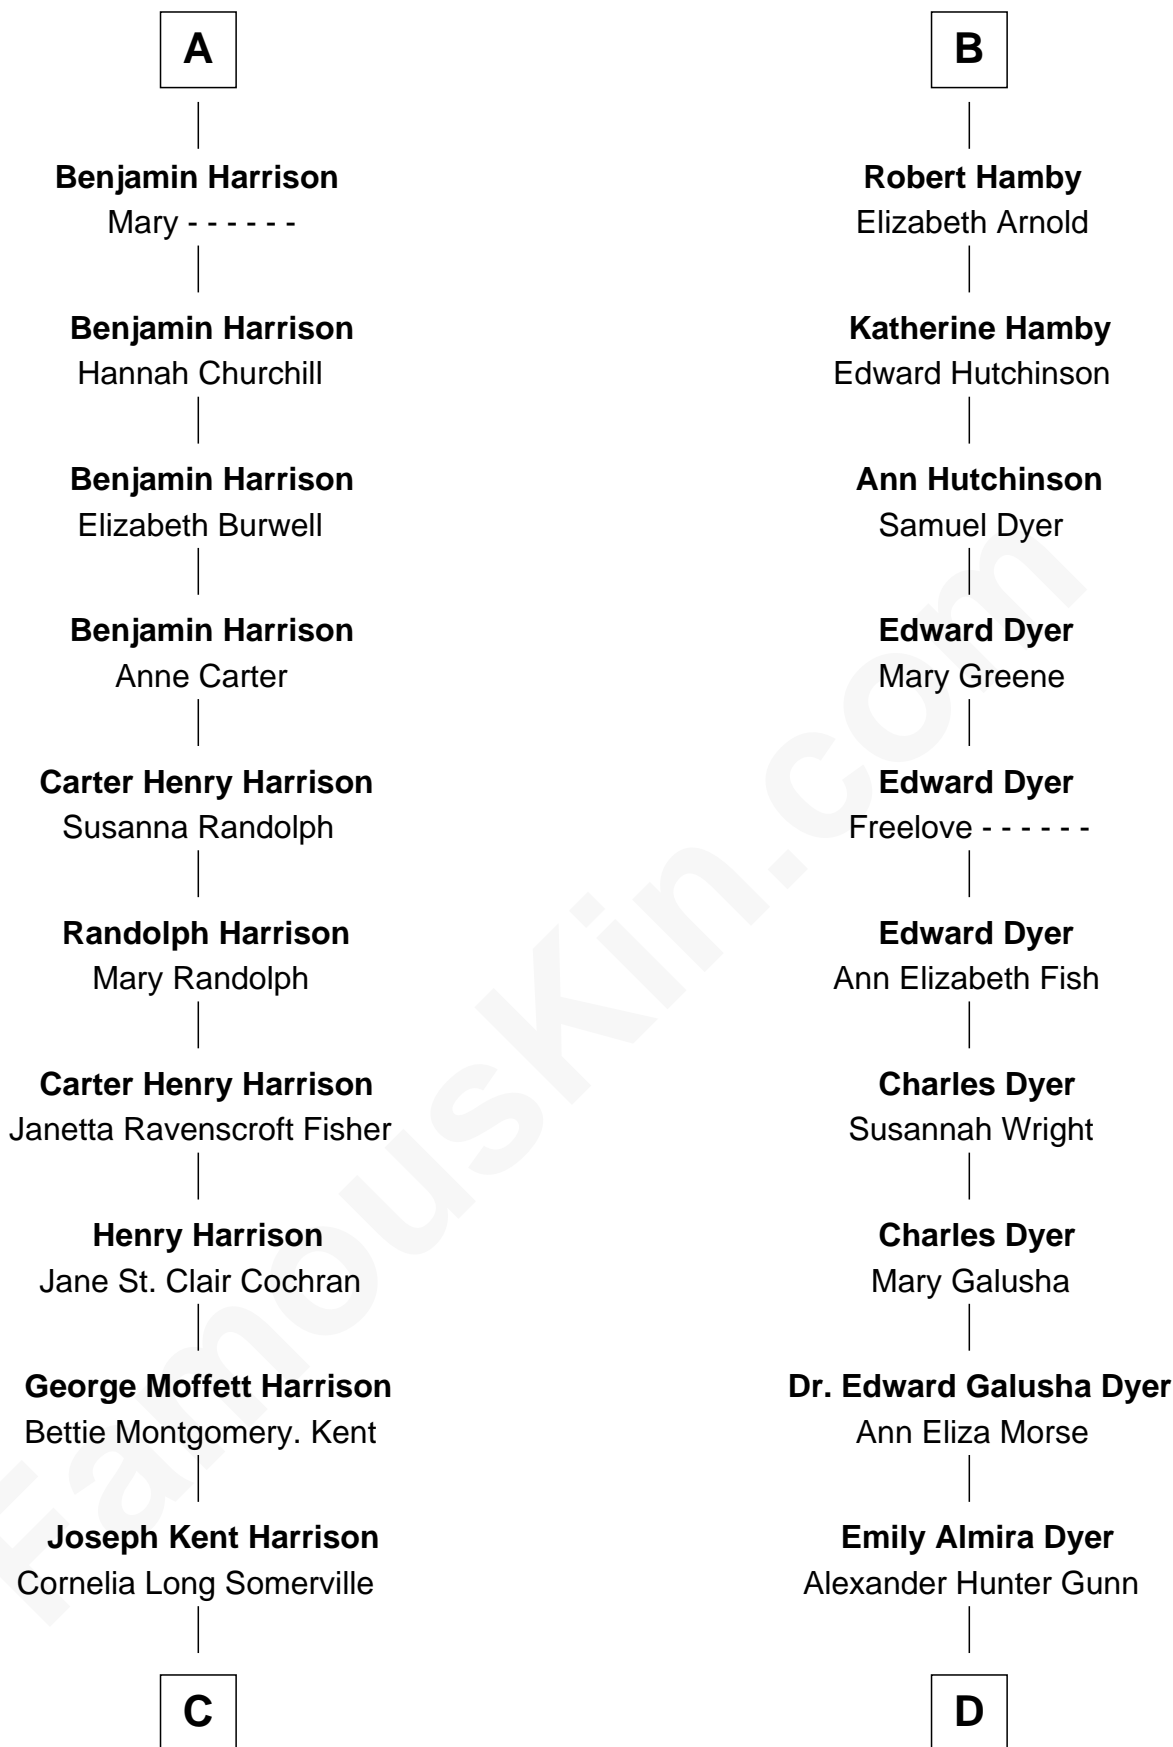 A
Benjamin Harrison
Mary - - - - - -
Benjamin Harrison
Hannah Churchill
Benjamin Harrison
Elizabeth Burwell
Benjamin Harrison
Anne Carter
Carter Henry Harrison
Susanna Randolph
Randolph Harrison
Mary Randolph
Carter Henry Harrison
Janetta Ravenscroft Fisher
Henry Harrison
Jane St. Clair Cochran
George Moffett Harrison
Bettie Montgomery. Kent
Joseph Kent Harrison
Cornelia Long Somerville
C
B
Robert Hamby
Elizabeth Arnold
Katherine Hamby
Edward Hutchinson
Ann Hutchinson
Samuel Dyer
Edward Dyer
Mary Greene
Edward Dyer
Freelove - - - - - -
Edward Dyer
Ann Elizabeth Fish
Charles Dyer
Susannah Wright
Charles Dyer
Mary Galusha
Dr. Edward Galusha Dyer
Ann Eliza Morse
Emily Almira Dyer
Alexander Hunter Gunn
D
FamousKin.com